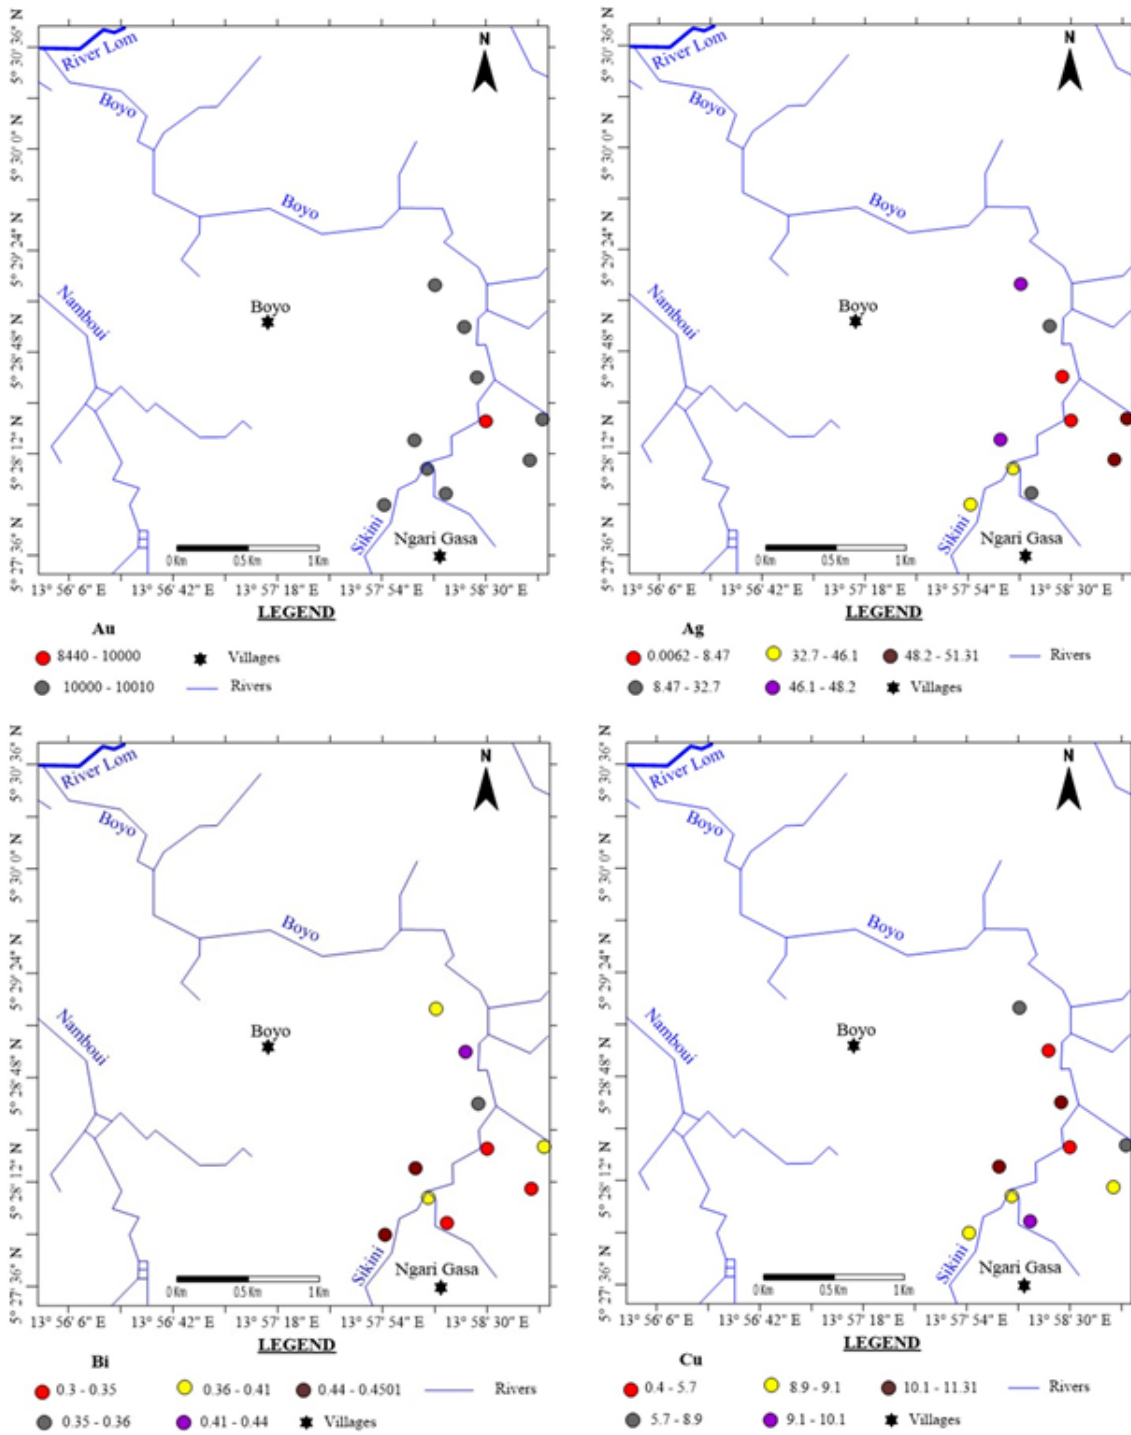 N
River Lom
Boyo
Boyo
Namboui
Boyo
Sikini
Ngari Gasa
0 Km 0.5 Km 1 Km
5° 30' 36" N
5° 30' 0" N
5° 29' 24" N
5° 28' 48" N
5° 28' 12" N
5° 27' 36" N
13° 56' 6" E 13° 56' 42" E 13° 57' 18" E 13° 57' 54" E 13° 58' 30" E
LEGEND
Au
8440 - 10000 Villages
10000 - 10010 Rivers
N
River Lom
Boyo
Boyo
Namboui
Boyo
Sikini
Ngari Gasa
0 Km 0.5 Km 1 Km
5° 30' 36" N
5° 30' 0" N
5° 29' 24" N
5° 28' 48" N
5° 28' 12" N
5° 27' 36" N
13° 56' 6" E 13° 56' 42" E 13° 57' 18" E 13° 57' 54" E 13° 58' 30" E
LEGEND
Ag
0.0062 - 8.47 32.7 - 46.1 48.2 - 51.31 Rivers
8.47 - 32.7 46.1 - 48.2 Villages
N
River Lom
Boyo
Boyo
Namboui
Boyo
Sikini
Ngari Gasa
0 Km 0.5 Km 1 Km
5° 30' 36" N
5° 30' 0" N
5° 29' 24" N
5° 28' 48" N
5° 28' 12" N
5° 27' 36" N
13° 56' 6" E 13° 56' 42" E 13° 57' 18" E 13° 57' 54" E 13° 58' 30" E
LEGEND
Bi
0.3 - 0.35 0.36 - 0.41 0.44 - 0.4501 Rivers
0.35 - 0.36 0.41 - 0.44 Villages
N
River Lom
Boyo
Boyo
Namboui
Boyo
Sikini
Ngari Gasa
0 Km 0.5 Km 1 Km
5° 30' 36" N
5° 30' 0" N
5° 29' 24" N
5° 28' 48" N
5° 28' 12" N
5° 27' 36" N
13° 56' 6" E 13° 56' 42" E 13° 57' 18" E 13° 57' 54" E 13° 58' 30" E
LEGEND
Cu
0.4 - 5.7 8.9 - 9.1 10.1 - 11.31 Rivers
5.7 - 8.9 9.1 - 10.1 Villages